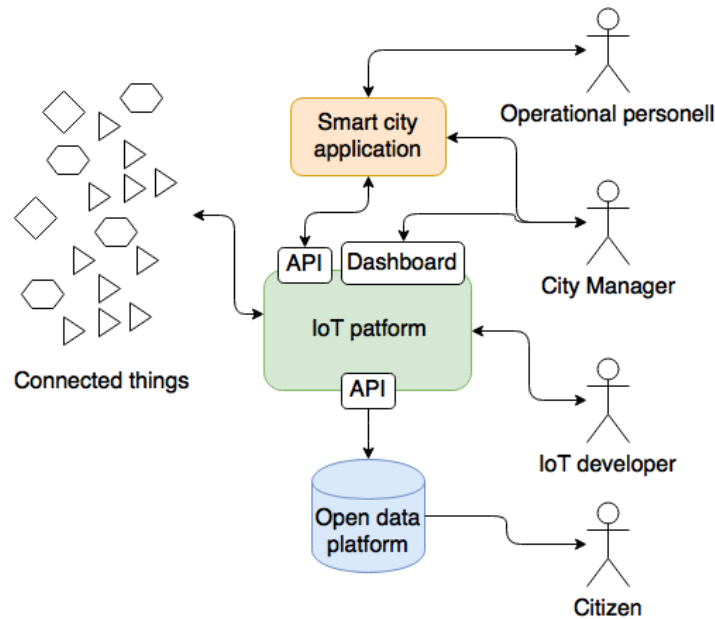 Operational personell
Smart city
application
API
Dashboard
City Manager
IoT patform
Connected things
API
IoT developer
Open data
platform
Citizen